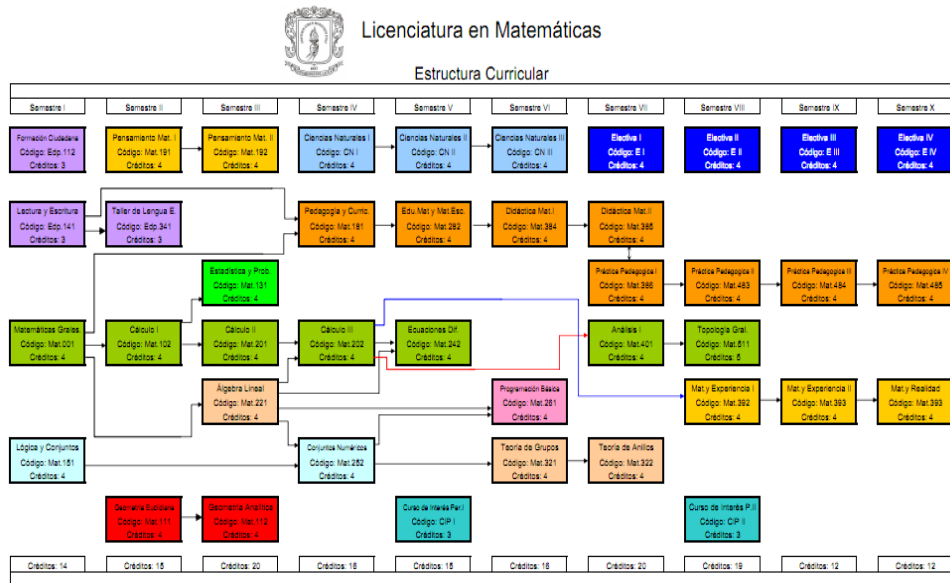 Licenciatura en Matemáticas
Estructura Curricular
Semestre I
Semestre II
Semestre III
Semestre IV
Semestre V
Semestre VI
Semestre VII
Semestre VIII
Semestre IX
Semestre X
Formación Ciudadana
Código: Edp.112
Créditos: 3
Pensamiento Mat. I
Código: Mat.191
Créditos: 4
Pensamiento Mat. II
Código: Mat.192
Créditos: 4
Ciencias Naturales I
Código: CN I
Créditos: 4
Ciencias Naturales II
Código: CN II
Créditos: 4
Ciencias Naturales III
Código: CN III
Créditos: 4
Electiva I
Código: E I
Créditos: 4
Electiva II
Código: E II
Créditos: 4
Electiva III
Código: E III
Créditos: 4
Electiva IV
Código: E IV
Créditos: 4
Lectura y Escritura
Código: Edp.141
Créditos: 3
Taller de Lengua E.
Código: Edp.341
Créditos: 3
Pedagogía y Curríc.
Código: Mat.181
Créditos: 4
Edu.Mat y Mat.Esc.
Código: Mat.282
Créditos: 4
Didáctica Mat.I
Código: Mat.384
Créditos: 4
Didáctica Mat.II
Código: Mat.385
Créditos: 4
Estadística y Prob.
Código: Mat.131
Créditos: 4
Práctica Pedagogica I
Código: Mat.386
Créditos: 4
Práctica Pedagogica II
Código: Mat.483
Créditos: 4
Práctica Pedagogica III
Código: Mat.484
Créditos: 4
Práctica Pedagogica IV
Código: Mat.485
Créditos: 4
Matemáticas Grales.
Código: Mat.001
Créditos: 4
Cálculo I
Código: Mat.102
Créditos: 4
Cálculo II
Código: Mat.201
Créditos: 4
Cálculo III
Código: Mat.202
Créditos: 4
Ecuaciones Dif.
Código: Mat.242
Créditos: 4
Análisis I
Código: Mat.401
Créditos: 4
Topología Gral.
Código: Mat.511
Créditos: 5
Álgebra Lineal
Código: Mat.221
Créditos: 4
Programación Básica
Código: Mat.261
Créditos: 4
Mat.y Experiencia I
Código: Mat.392
Créditos: 4
Mat.y Experiencia II
Código: Mat.393
Créditos: 4
Mat.y Realidad
Código: Mat.393
Créditos: 4
Lógica y Conjuntos
Código: Mat.151
Créditos: 4
Conjuntos Numéricos
Código: Mat.252
Créditos: 4
Teoría de Grupos
Código: Mat.321
Créditos: 4
Teoría de Anillos
Código: Mat.322
Créditos: 4
Geometría Euclidiana
Código: Mat.111
Créditos: 4
Geometría Analítica
Código: Mat.112
Créditos: 4
Curso de Interés Per.I
Código: CIP I
Créditos: 3
Curso de Interés P.II
Código: CIP II
Créditos: 3
Créditos: 14
Créditos: 15
Créditos: 20
Créditos: 16
Créditos: 15
Créditos: 16
Créditos: 20
Créditos: 19
Créditos: 12
Créditos: 12